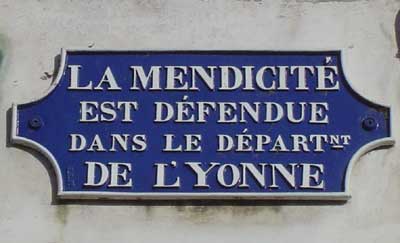 LA MENDICITÉ
EST DÉFENDUE
DANS LE DÉPARTNT
DE L'YONNE